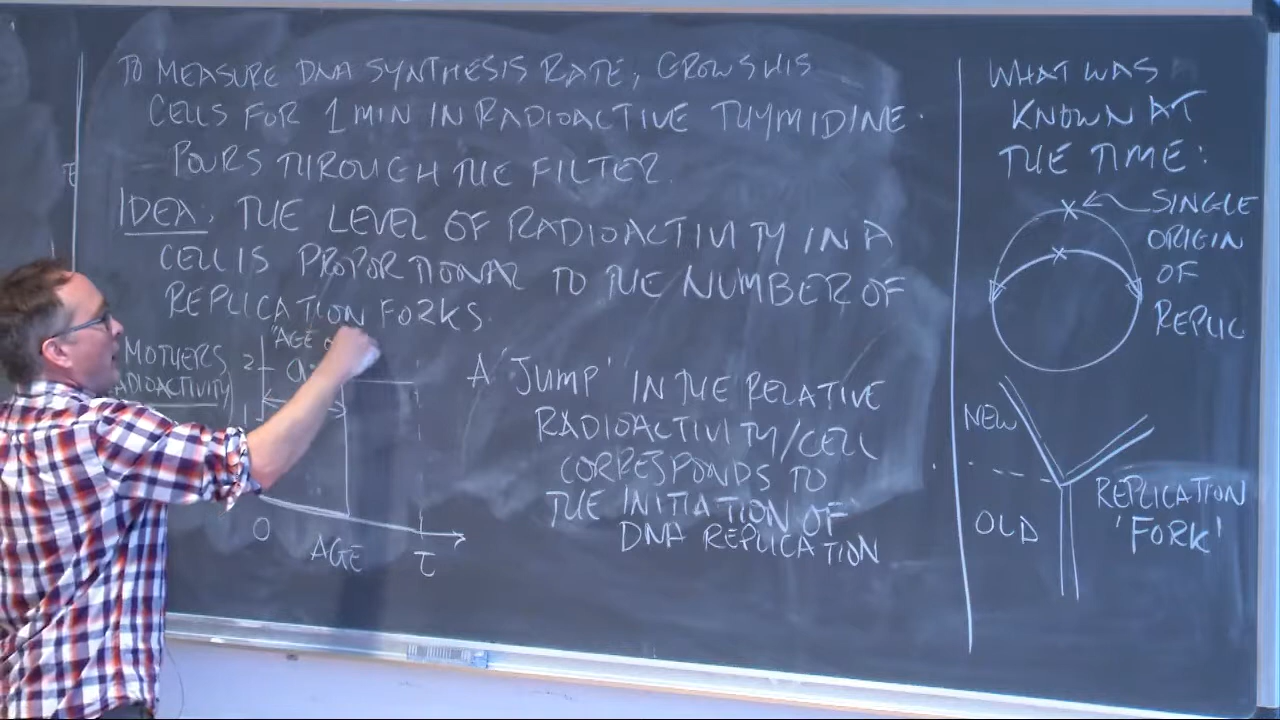 TO MEASURE DNA SYNTHESIS RATE, GROWS HIS
CELLS FOR 1 MIN IN RADIOACTIVE THYMIDINE.
POURS THROUGH THE FILTER.
IDEA: THE LEVEL OF RADIOACTIVITY IN A
CELL IS PROPORTIONAL TO THE NUMBER OF
REPLICATION FORKS.
"AGE
MOTHERS
RADIOACTIVITY
2
1
0
AGE
τ
A 'JUMP' IN THE RELATIVE
RADIOACTIVITY/CELL
CORRESPONDS TO
THE INITIATION OF
DNA REPLICATION
WHAT WAS
KNOWN AT
THE TIME:
SINGLE
ORIGIN
OF
REPLIC
NEW
OLD
REPLICATION
'FORK'